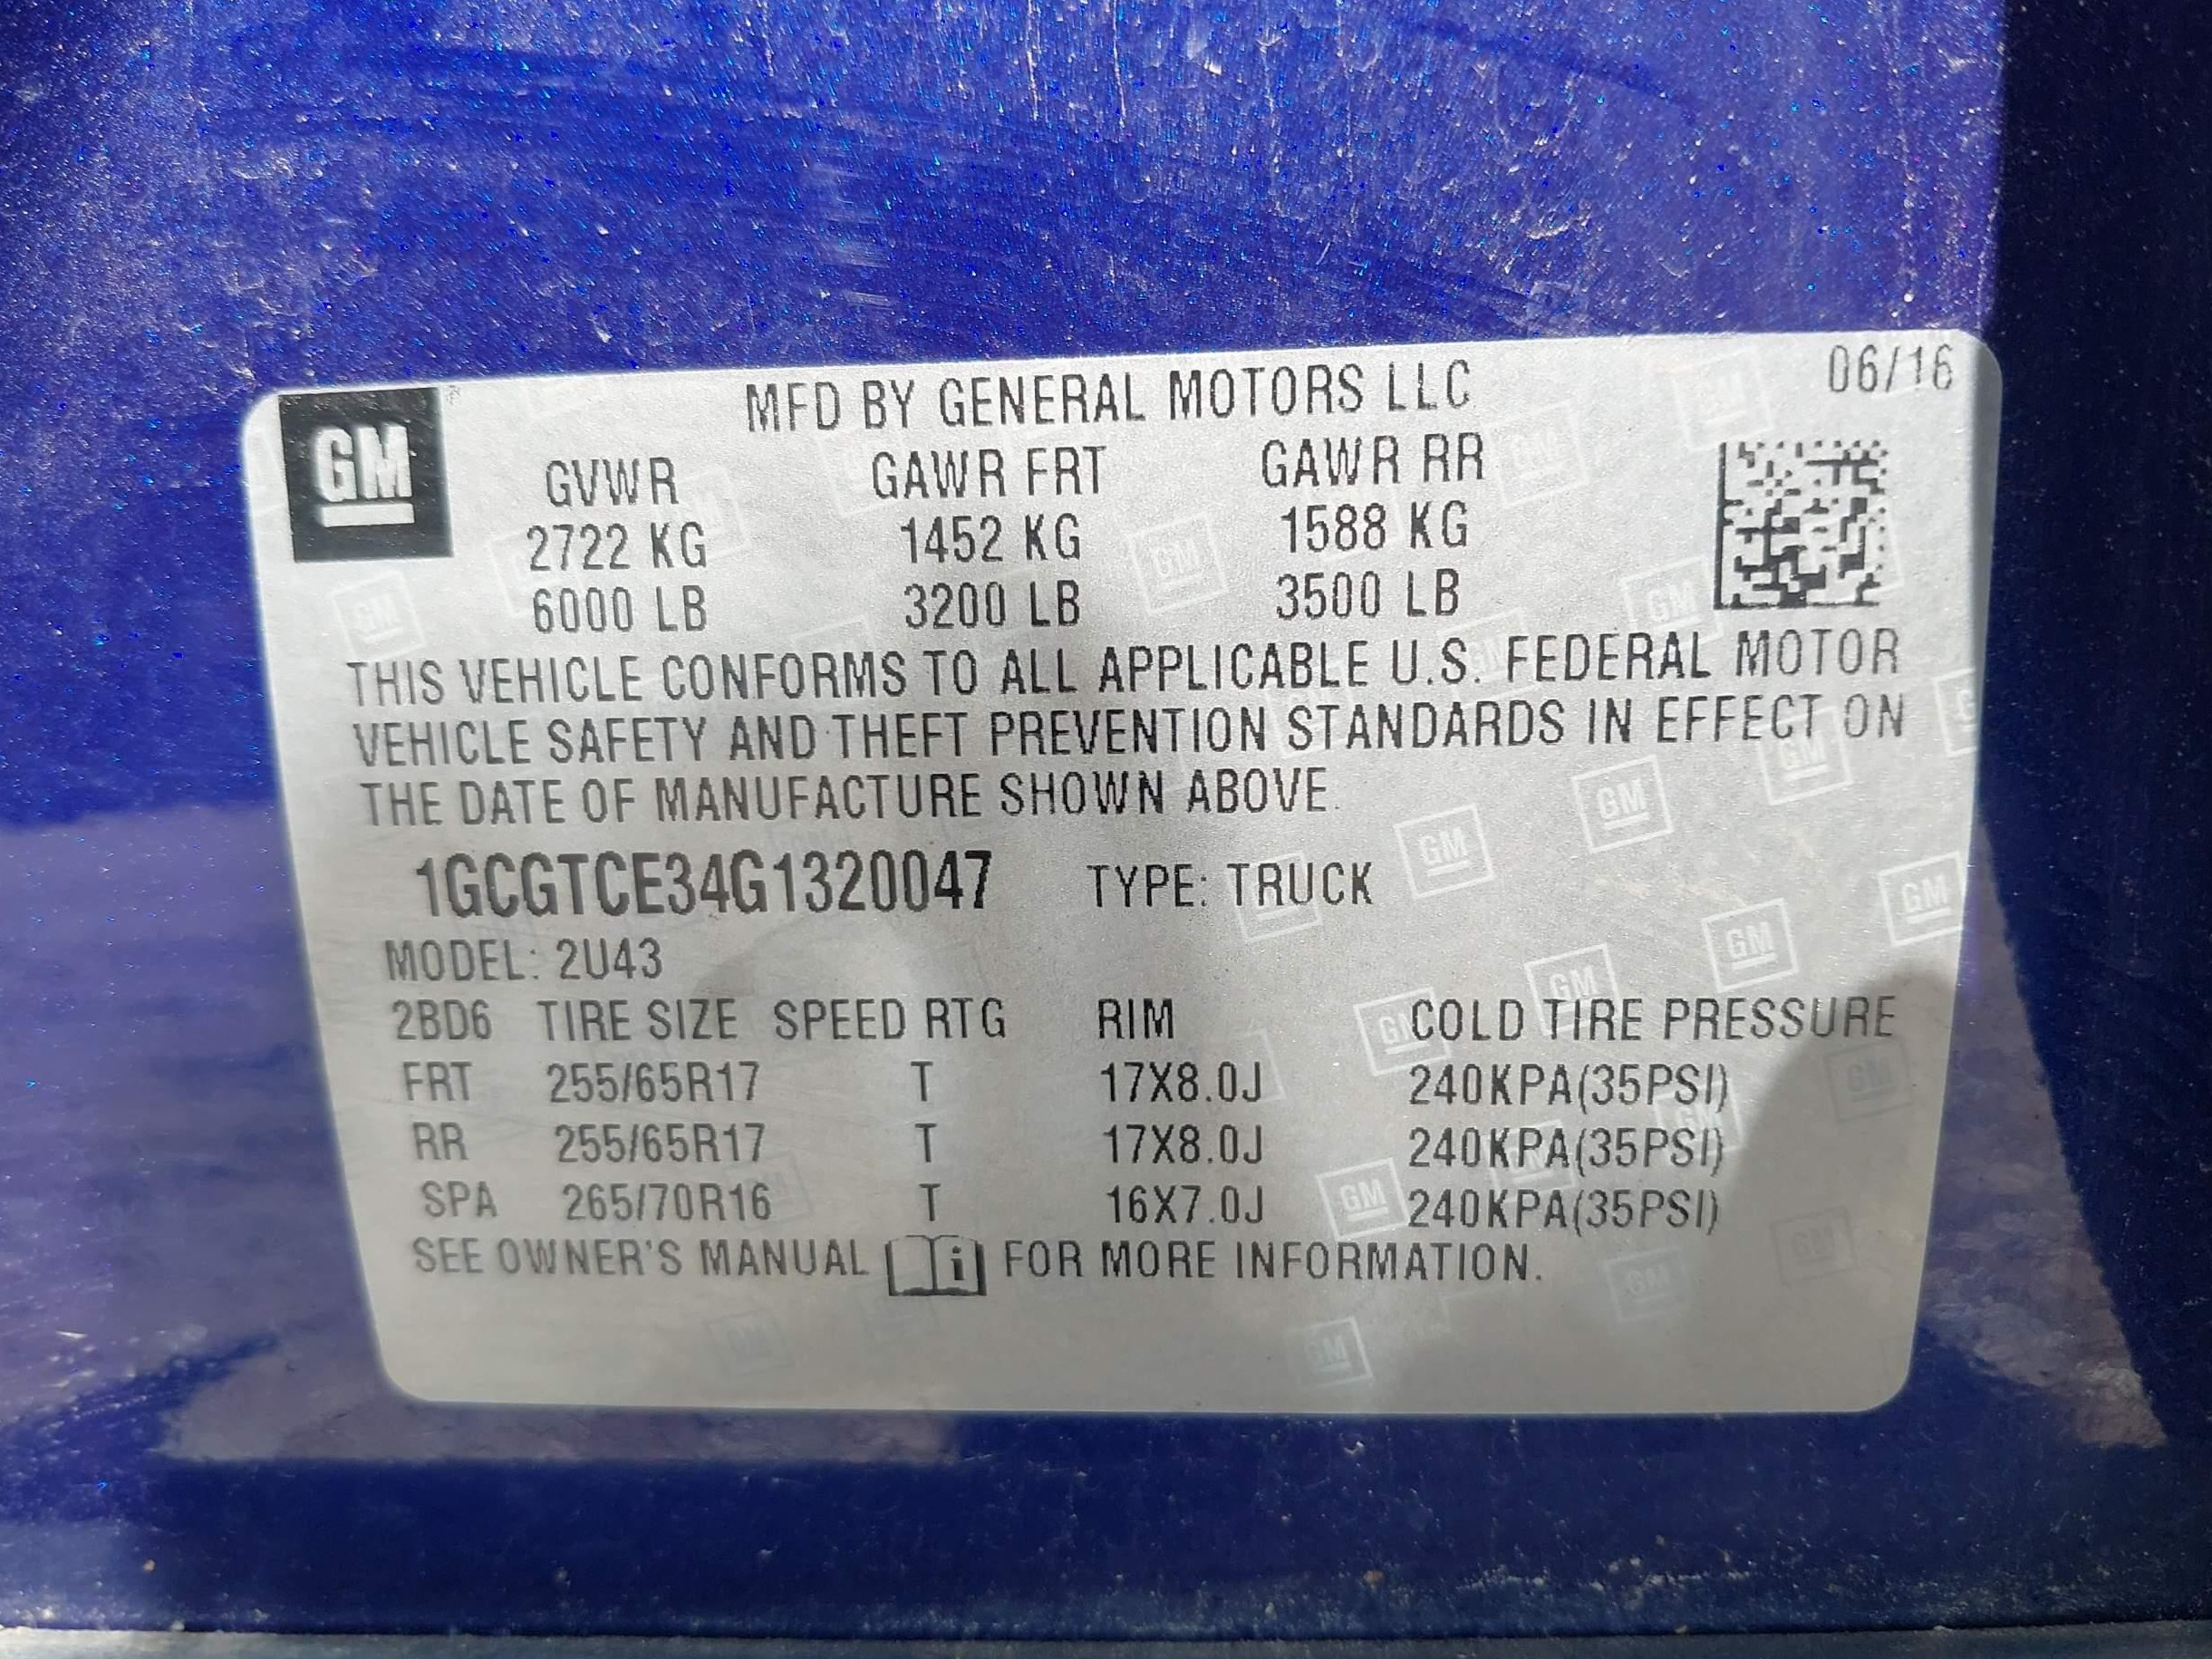 06/16
GM
MFD BY GENERAL MOTORS LLC
GVWR GAWR FRT GAWR RR
2722 KG 1452 KG 1588 KG
6000 LB 3200 LB 3500 LB
THIS VEHICLE CONFORMS TO ALL APPLICABLE U.S. FEDERAL MOTOR
VEHICLE SAFETY AND THEFT PREVENTION STANDARDS IN EFFECT ON
THE DATE OF MANUFACTURE SHOWN ABOVE.
1GCGTCE34G1320047 TYPE: TRUCK
MODEL: 2U43
2BD6 TIRE SIZE SPEED RTG RIM COLD TIRE PRESSURE
FRT 255/65R17 T 17X8.0J 240KPA(35PSI)
RR 255/65R17 T 17X8.0J 240KPA(35PSI)
SPA 265/70R16 T 16X7.0J 240KPA(35PSI)
SEE OWNER'S MANUAL i FOR MORE INFORMATION.